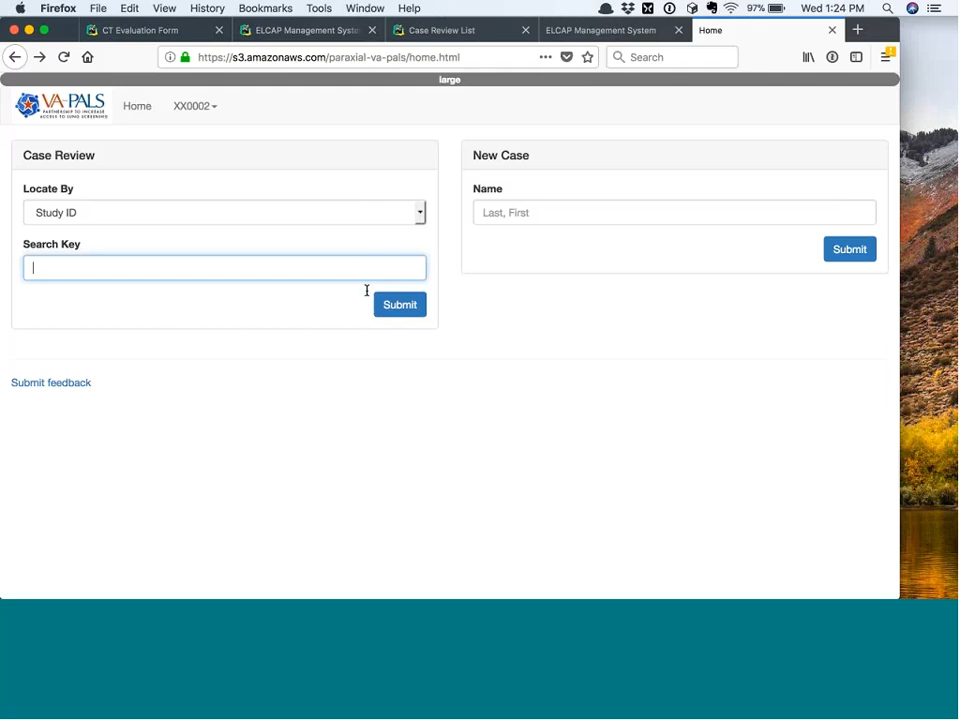 Firefox File Edit View History Bookmarks Tools Window Help 97% Wed 1:24 PM
CT Evaluation Form ELCAP Management System Case Review List ELCAP Management System Home
https://s3.amazonaws.com/paraxial-va-pals/home.html Search
large
VA-PALS Home XX0002
PARTNERSHIP TO INCREASE
ACCESS TO LUNG SCREENING
Case Review
Locate By
Study ID
Search Key
Submit
New Case
Name
Last, First
Submit
Submit feedback